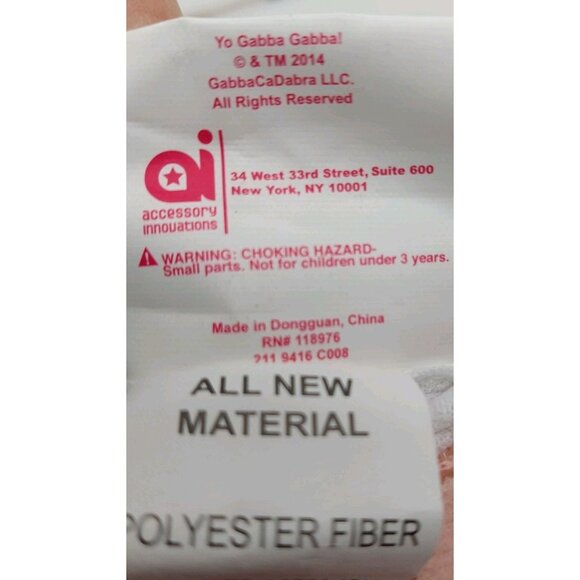 Yo Gabba Gabba!
© & TM 2014
GabbaCaDabra LLC.
All Rights Reserved
ai
accessory
innovations
34 West 33rd Street, Suite 600
New York, NY 10001
WARNING: CHOKING HAZARD-
Small parts. Not for children under 3 years.
Made in Dongguan, China
RN# 118976
211 9416 C008
ALL NEW
MATERIAL
POLYESTER FIBER